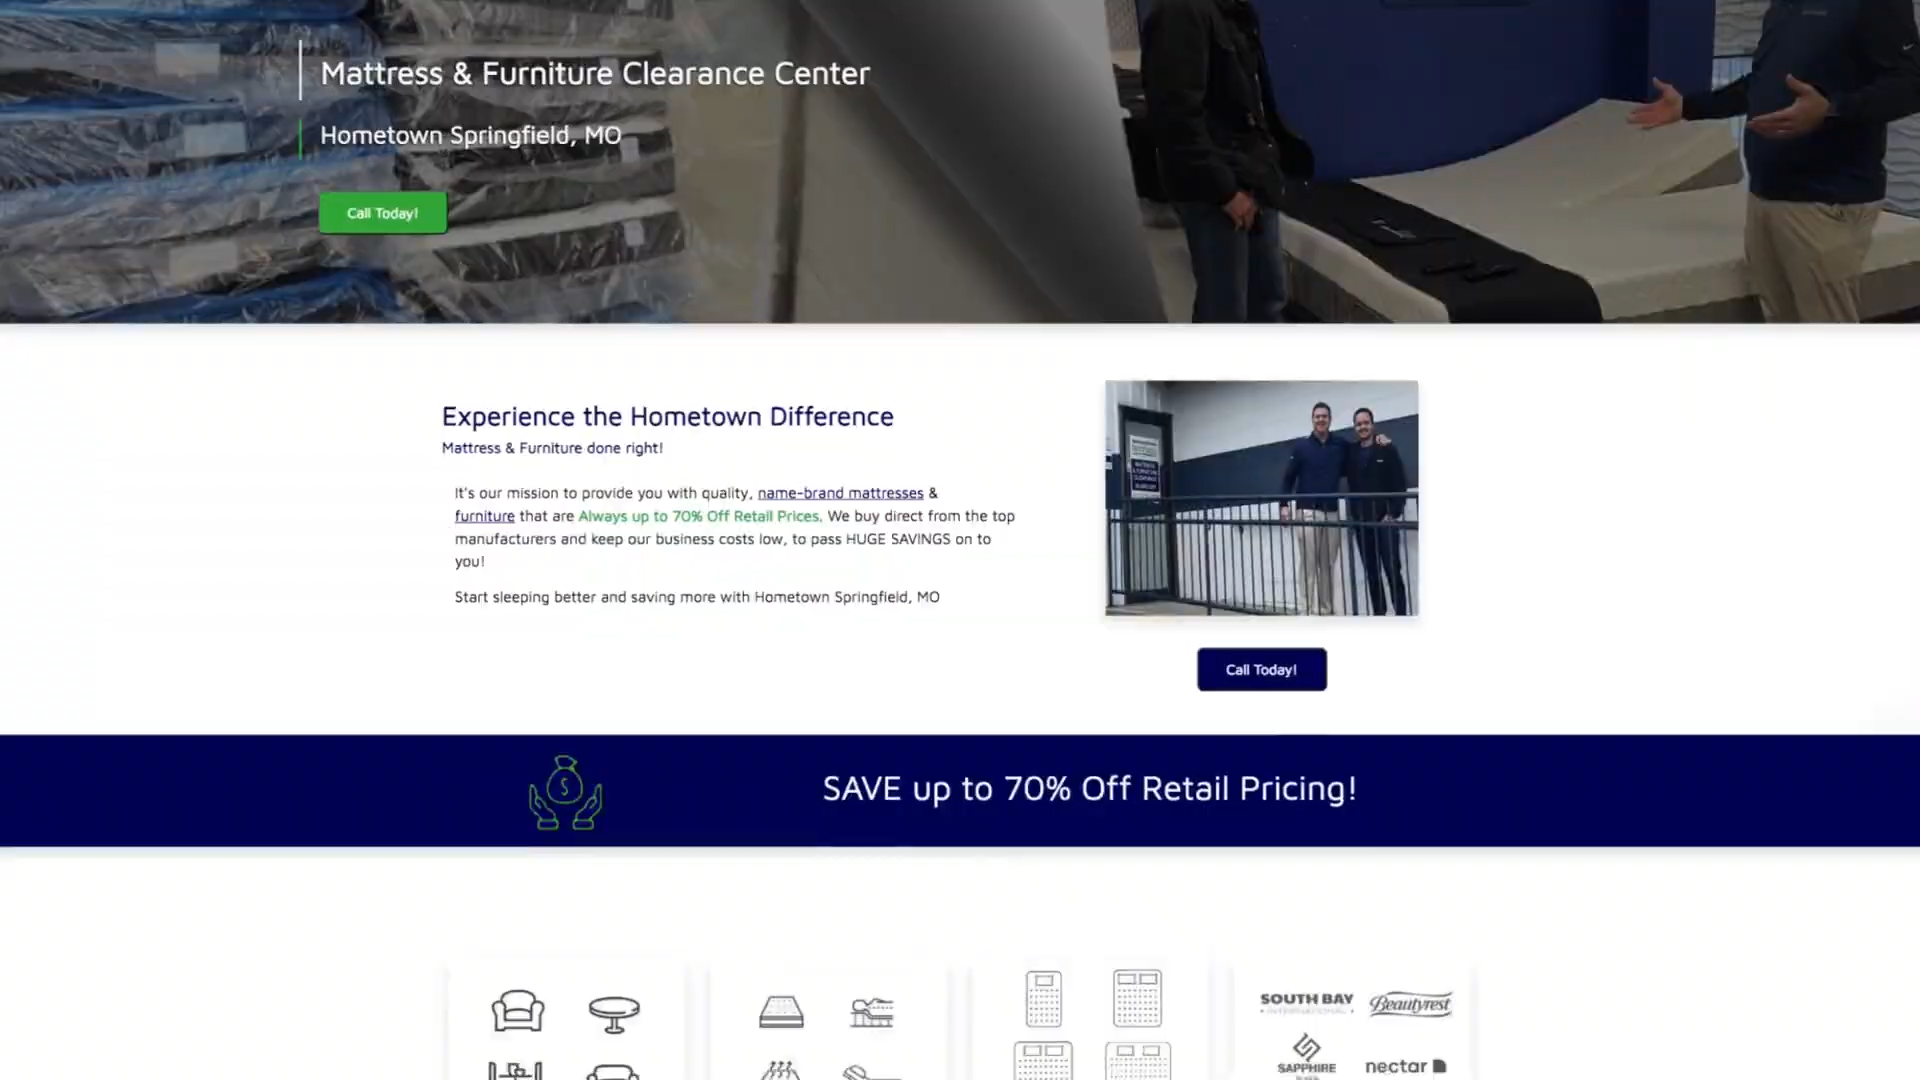 Mattress & Furniture Clearance Center
Hometown Springfield, MO
Call Today!
Experience the Hometown Difference
Mattress & Furniture done right!
It's our mission to provide you with quality, name-brand mattresses &
furniture that are Always up to 70% Off Retail Prices. We buy direct from the top
manufacturers and keep our business costs low, to pass HUGE SAVINGS on to
you!
Start sleeping better and saving more with Hometown Springfield, MO
Call Today!
SAVE up to 70% Off Retail Pricing!
SOUTH BAY
INTERNATIONAL
Beautyrest
SAPPHIRE
nectar